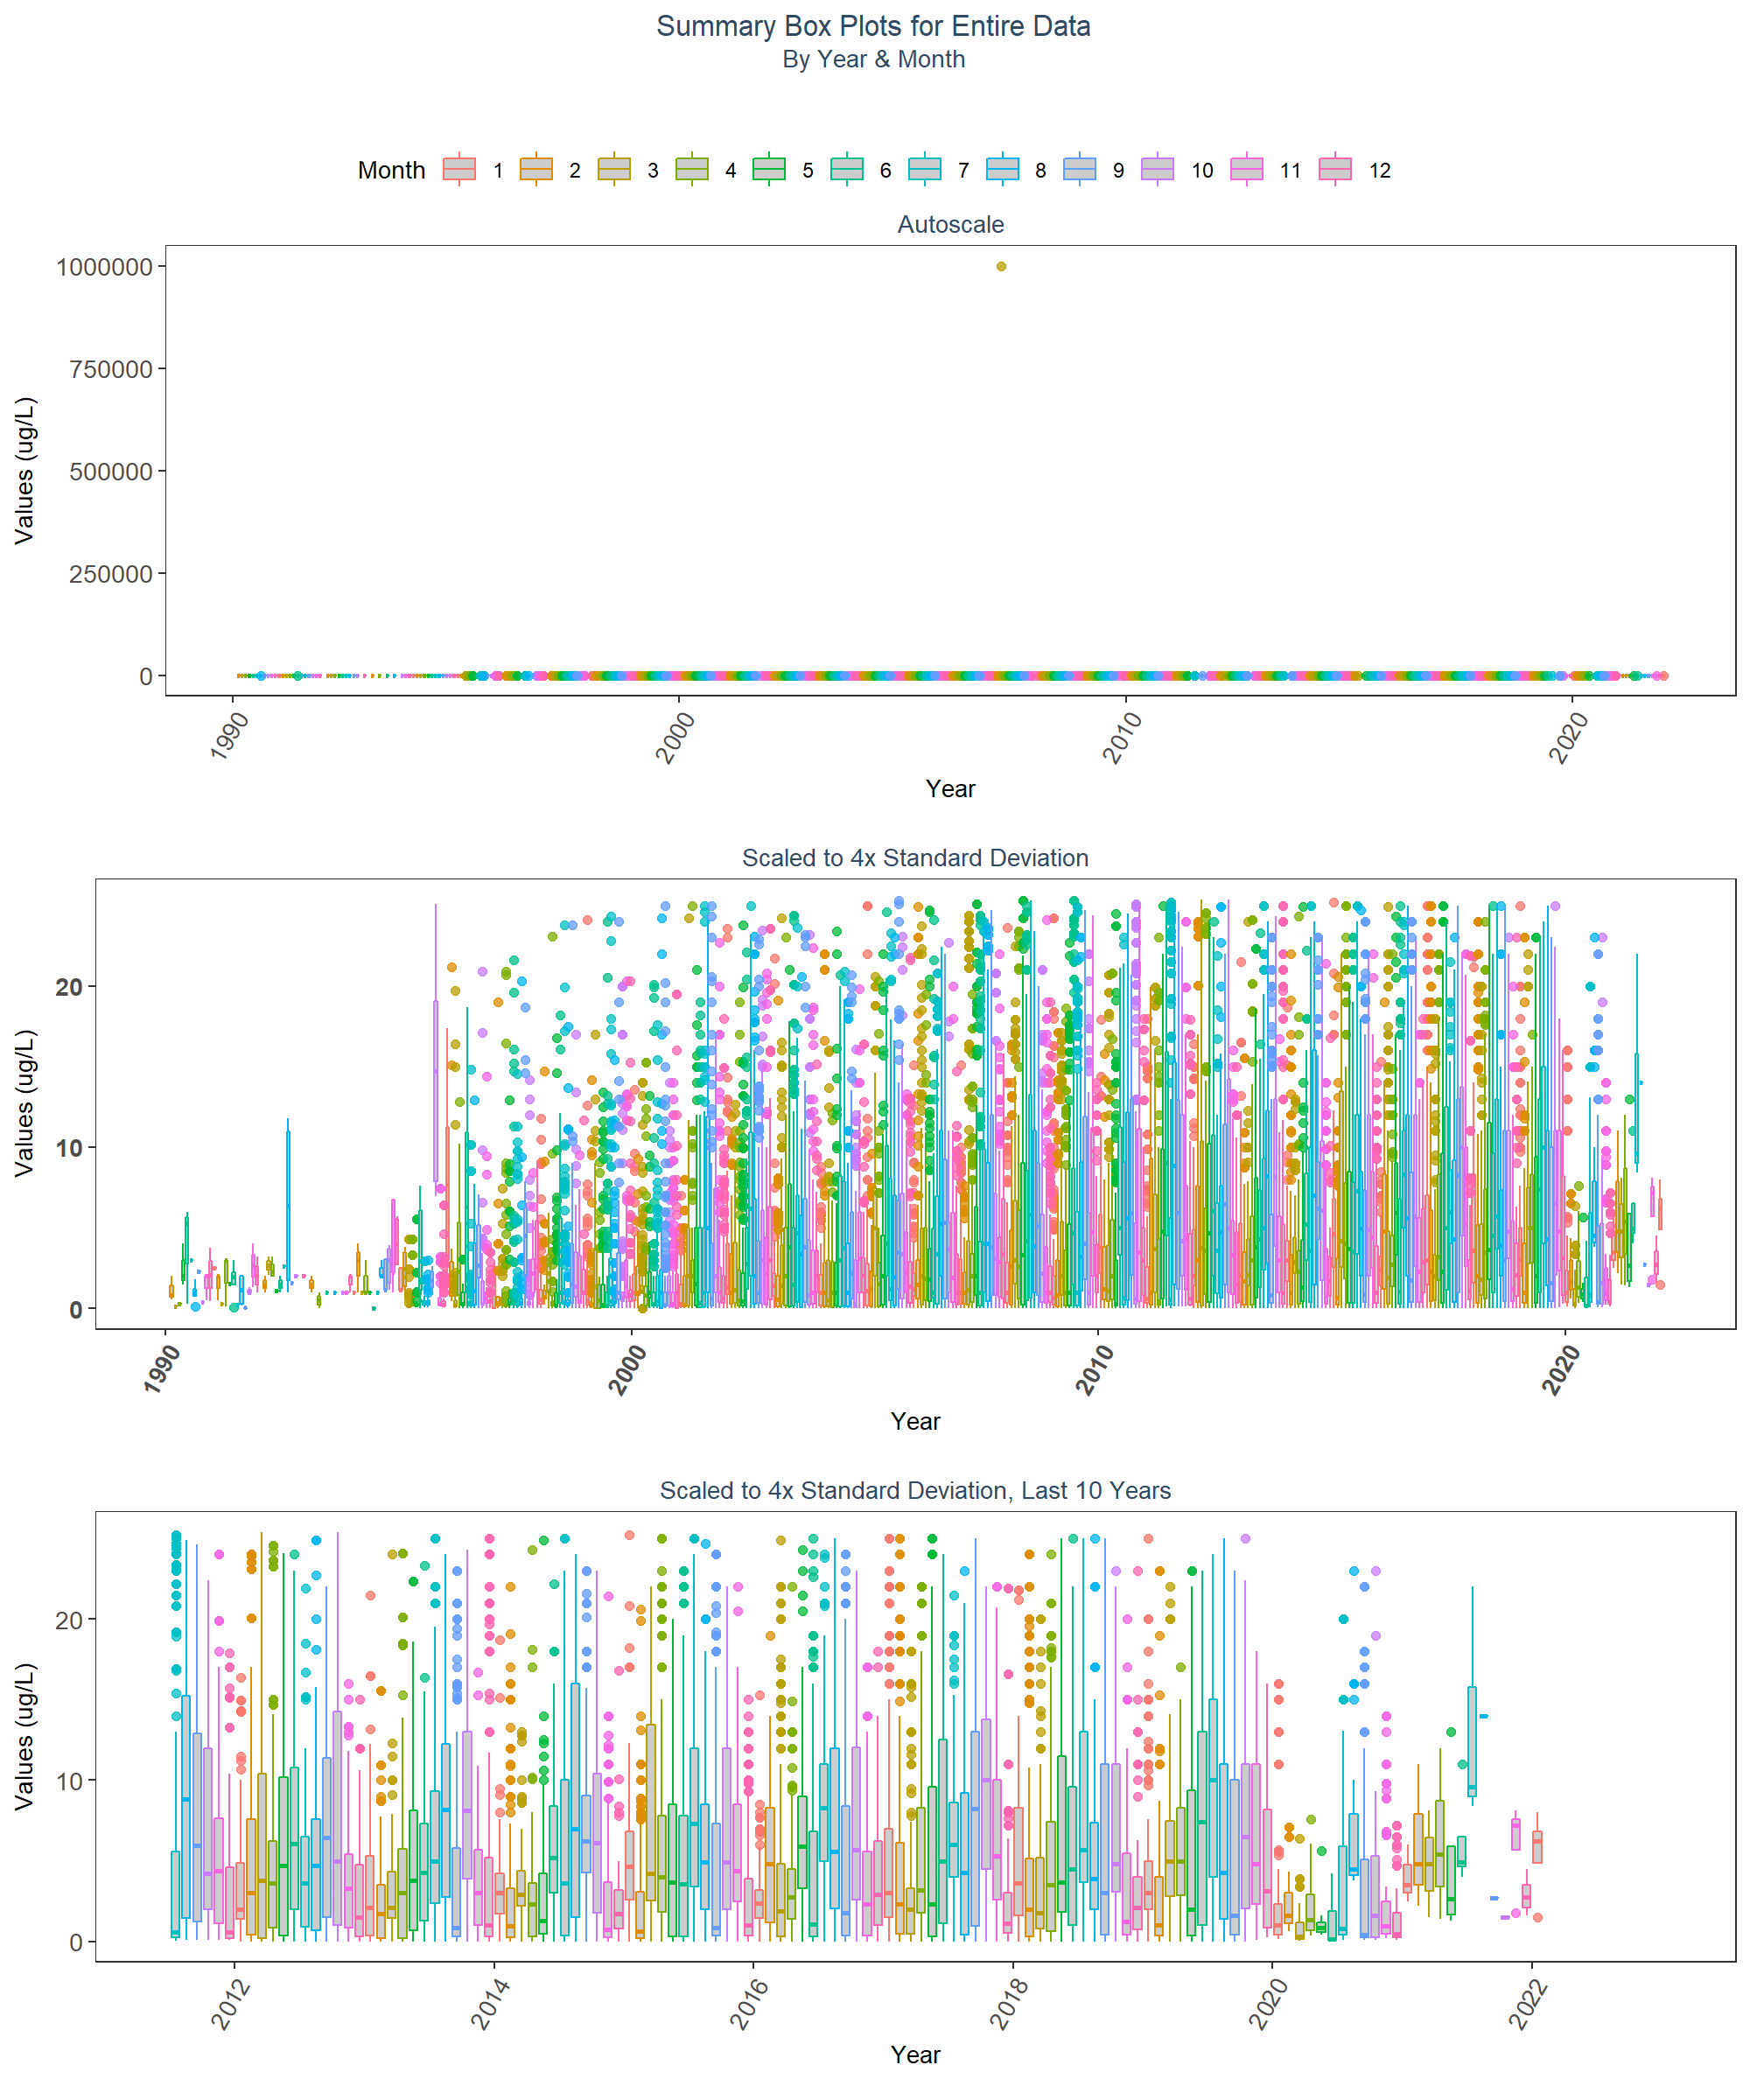 Summary Box Plots for Entire Data
By Year & Month
Month 1 2 3 4 5 6 7 8 9 10 11 12
Autoscale
Values (ug/L)
1000000
750000
500000
250000
0
1990 2000 2010 2020
Year
Scaled to 4x Standard Deviation
Values (ug/L)
20
10
0
1990 2000 2010 2020
Year
Scaled to 4x Standard Deviation, Last 10 Years
Values (ug/L)
20
10
0
2012 2014 2016 2018 2020 2022
Year